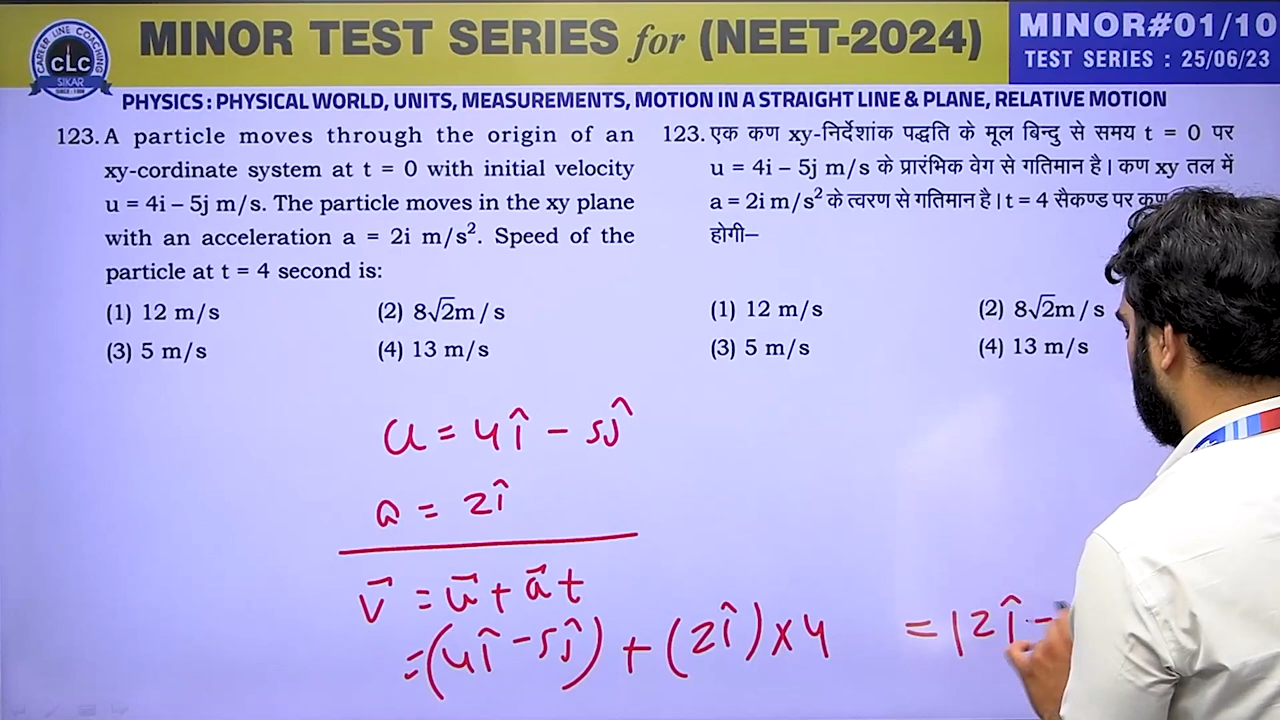 CAREER LINE COACHING
CLC
SIKAR
SINCE : 1996
MINOR TEST SERIES for (NEET-2024)
MINOR#01/10
TEST SERIES : 25/06/23
PHYSICS : PHYSICAL WORLD, UNITS, MEASUREMENTS, MOTION IN A STRAIGHT LINE & PLANE, RELATIVE MOTION
123. A particle moves through the origin of an
xy-cordinate system at t = 0 with initial velocity
u = 4i – 5j m/s. The particle moves in the xy plane
with an acceleration a = 2i m/s². Speed of the
particle at t = 4 second is:
(1) 12 m/s (2) 8√2m/s
(3) 5 m/s (4) 13 m/s
123. एक कण xy-निर्देशांक पद्धति के मूल बिन्दु से समय t = 0 पर
u = 4i – 5j m/s के प्रारंभिक वेग से गतिमान है। कण xy तल में
a = 2i m/s² के त्वरण से गतिमान है। t = 4 सैकण्ड पर
होगी–
(1) 12 m/s (2) 8√2m/s
(3) 5 m/s (4) 13 m/s
u = 4î – 5ĵ
a = 2î
v⃗ = u⃗ + a⃗ t
= (4î – 5ĵ) + (2î) × 4 = 12î –